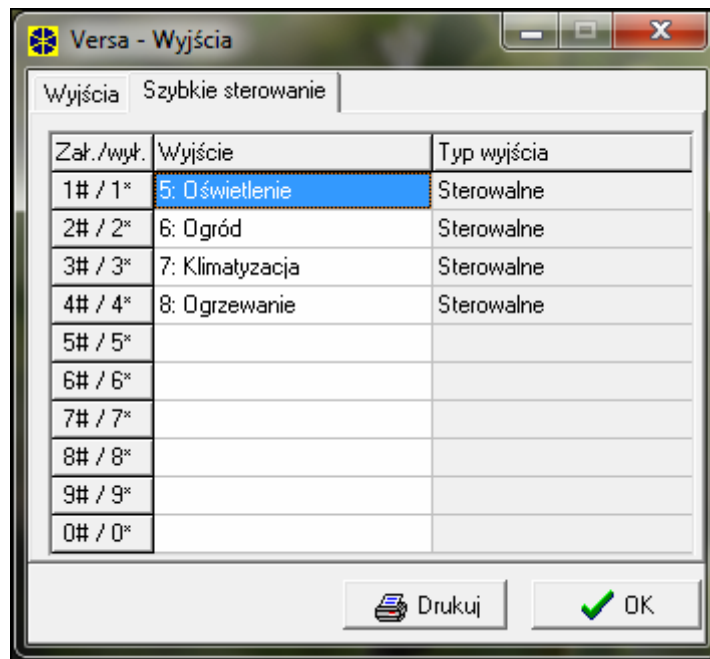 Versa - Wyjścia
Wyjścia Szybkie sterowanie
Zał./wył. Wyjście Typ wyjścia
1# / 1* 5: Oświetlenie Sterowalne
2# / 2* 6: Ogród Sterowalne
3# / 3* 7: Klimatyzacja Sterowalne
4# / 4* 8: Ogrzewanie Sterowalne
5# / 5*
6# / 6*
7# / 7*
8# / 8*
9# / 9*
0# / 0*
Drukuj OK